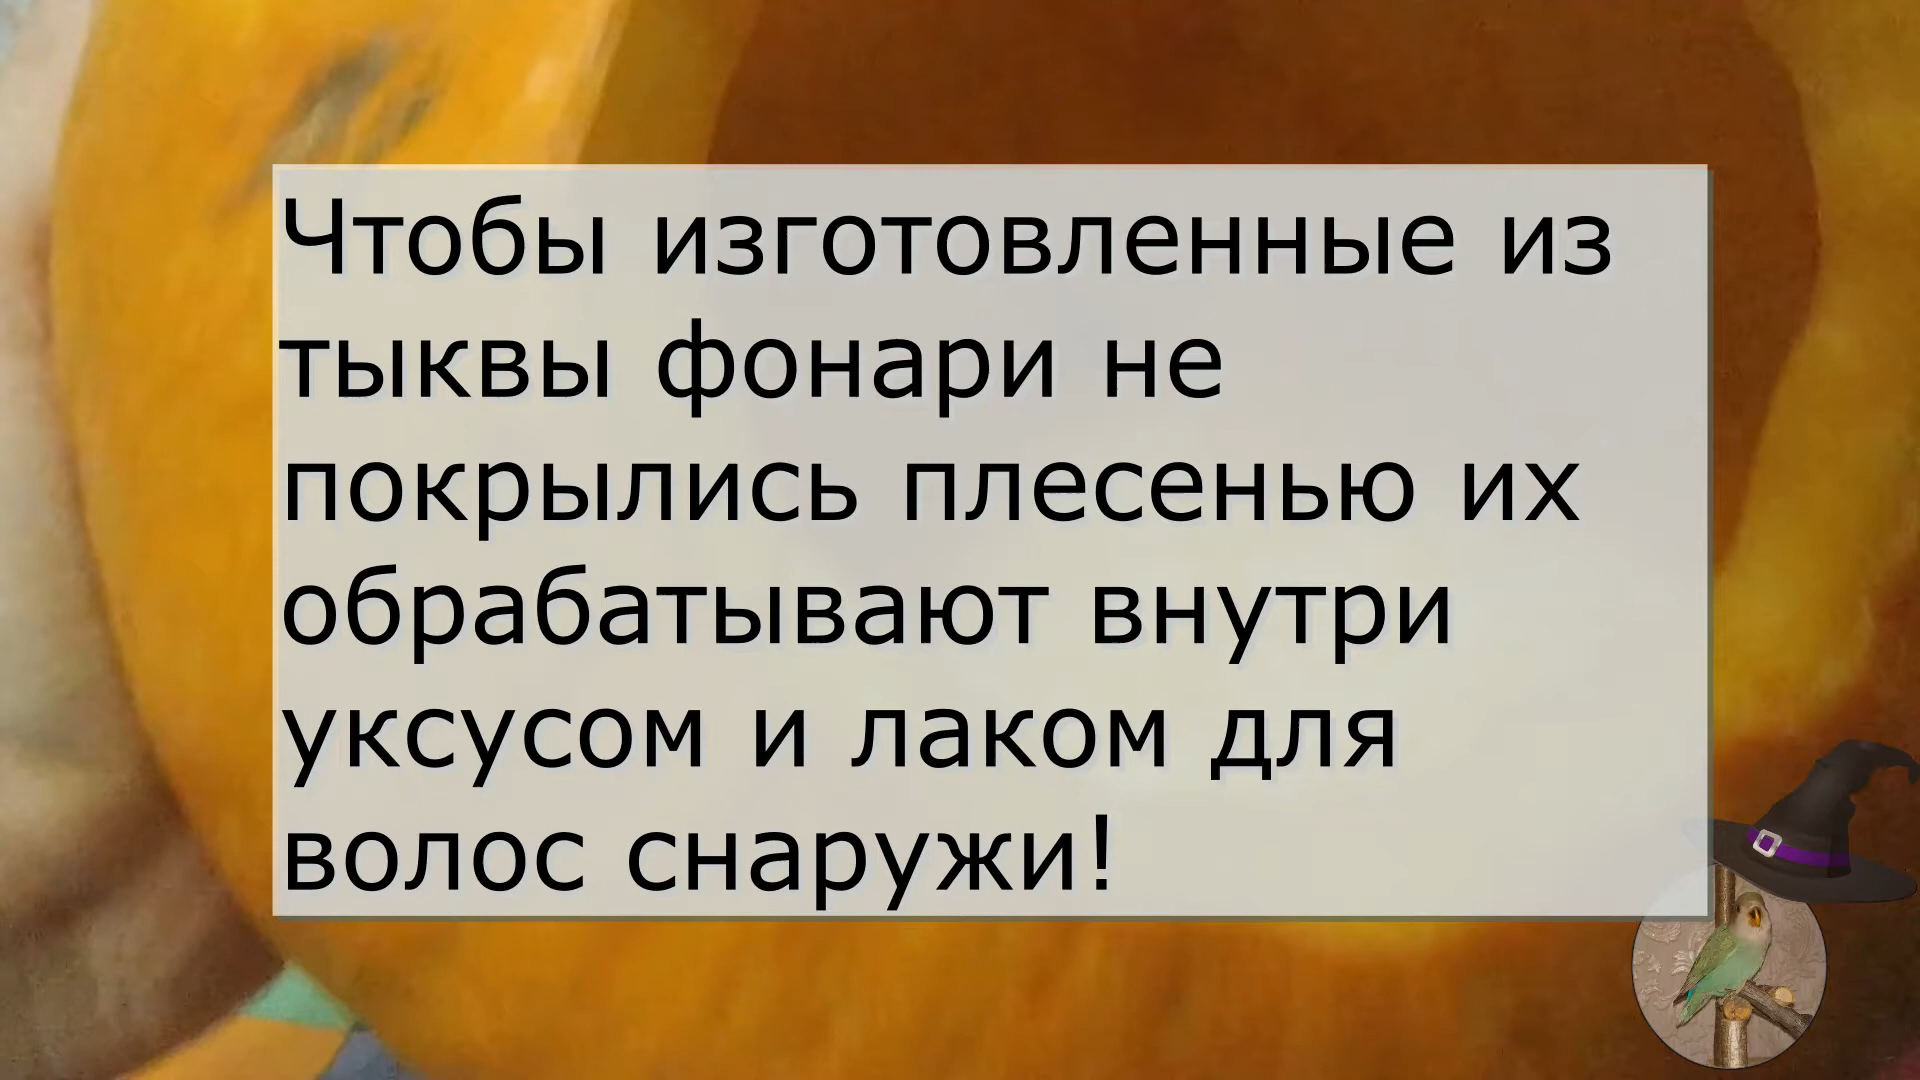 Чтобы изготовленные из
тыквы фонари не
покрылись плесенью их
обрабатывают внутри
уксусом и лаком для
волос снаружи!